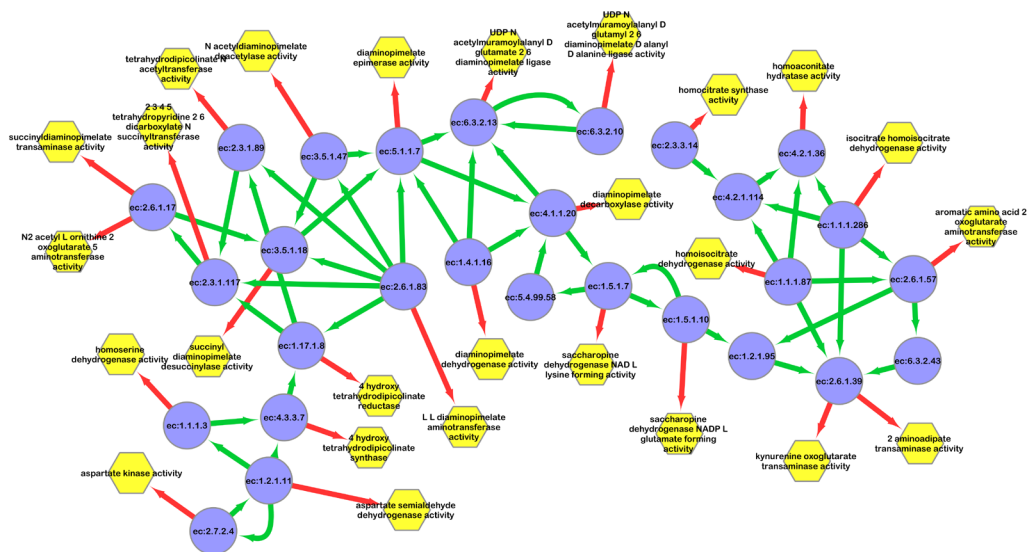 UDP N
acetylmuramoylalanyl D
glutamyl 2 6
diaminopimelate D alanyl
D alanine ligase activity
UDP N
acetylmuramoylalanyl D
glutamate 2 6
diaminopimelate ligase
activity
N acetyldiaminopimelate
deacetylase activity
diaminopimelate
epimerase activity
tetrahydrodipicolinate N
acetyltransferase
activity
homoaconitate
hydratase activity
homocitrate synthase
activity
2 3 4 5
tetrahydropyridine 2 6
dicarboxylate N
succinyltransferase
activity
succinyldiaminopimelate
transaminase activity
isocitrate homoisocitrate
dehydrogenase activity
ec:6.3.2.13
ec:6.3.2.10
ec:2.3.1.89
ec:3.5.1.47
ec:5.1.1.7
ec:2.3.3.14
ec:4.2.1.36
ec:2.6.1.17
ec:4.1.1.20
diaminopimelate
decarboxylase activity
ec:4.2.1.114
ec:1.1.1.286
aromatic amino acid 2
oxoglutarate
aminotransferase
activity
N2 acetyl L ornithine 2
oxoglutarate 5
aminotransferase
activity
ec:3.5.1.18
ec:1.4.1.16
homoisocitrate
dehydrogenase activity
ec:2.3.1.117
ec:2.6.1.83
ec:5.4.99.58
ec:1.5.1.7
ec:1.1.1.87
ec:2.6.1.57
ec:1.5.1.10
ec:1.17.1.8
ec:1.2.1.95
ec:6.3.2.43
homoserine
dehydrogenase activity
succinyl
diaminopimelate
desuccinylase activity
diaminopimelate
dehydrogenase activity
saccharopine
dehydrogenase NAD L
lysine forming activity
ec:2.6.1.39
4 hydroxy
tetrahydrodipicolinate
reductase
ec:1.1.1.3
ec:4.3.3.7
L L diaminopimelate
aminotransferase
activity
saccharopine
dehydrogenase NADP L
glutamate forming
activity
4 hydroxy
tetrahydrodipicolinate
synthase
kynurenine oxoglutarate
transaminase activity
2 aminoadipate
transaminase activity
aspartate kinase activity
ec:1.2.1.11
aspartate semialdehyde
dehydrogenase activity
ec:2.7.2.4